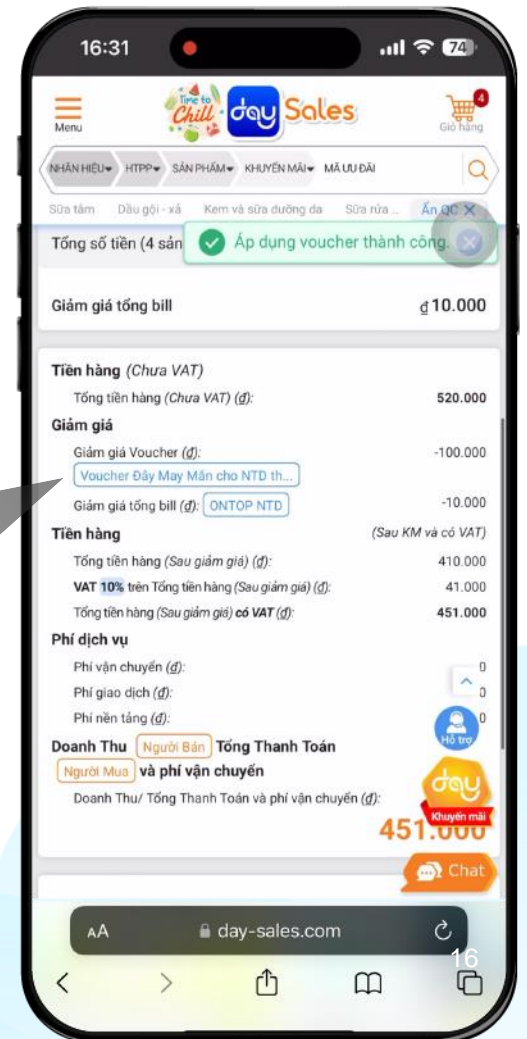 16:31
74
Menu
Time to Chill
day Sales
4
Giỏ hàng
NHÃN HIỆU HTPP SẢN PHẨM KHUYẾN MÃI MÃ ƯU ĐÃI
Sữa tắm Dầu gội - xả Kem và sữa dưỡng da Sữa rửa ... Ẩn QC X
Tổng số tiền (4 sản
Áp dụng voucher thành công.
Giảm giá tổng bill ₫10.000
Tiền hàng (Chưa VAT)
Tổng tiền hàng (Chưa VAT) (₫): 520.000
Giảm giá
Giảm giá Voucher (₫): -100.000
Voucher Đây May Mắn cho NTD th...
Giảm giá tổng bill (₫): ONTOP NTD -10.000
Tiền hàng (Sau KM và có VAT)
Tổng tiền hàng (Sau giảm giá) (₫): 410.000
VAT 10% trên Tổng tiền hàng (Sau giảm giá) (₫): 41.000
Tổng tiền hàng (Sau giảm giá) có VAT (₫): 451.000
Phí dịch vụ
Phí vận chuyển (₫): 0
Phí giao dịch (₫): 0
Phí nền tảng (₫): 0
Hỗ trợ
Doanh Thu Người Bán Tổng Thanh Toán
Người Mua và phí vận chuyển
Doanh Thu/ Tổng Thanh Toán và phí vận chuyển (₫):
451.000
day
Khuyến mãi
Chat
AA day-sales.com
16